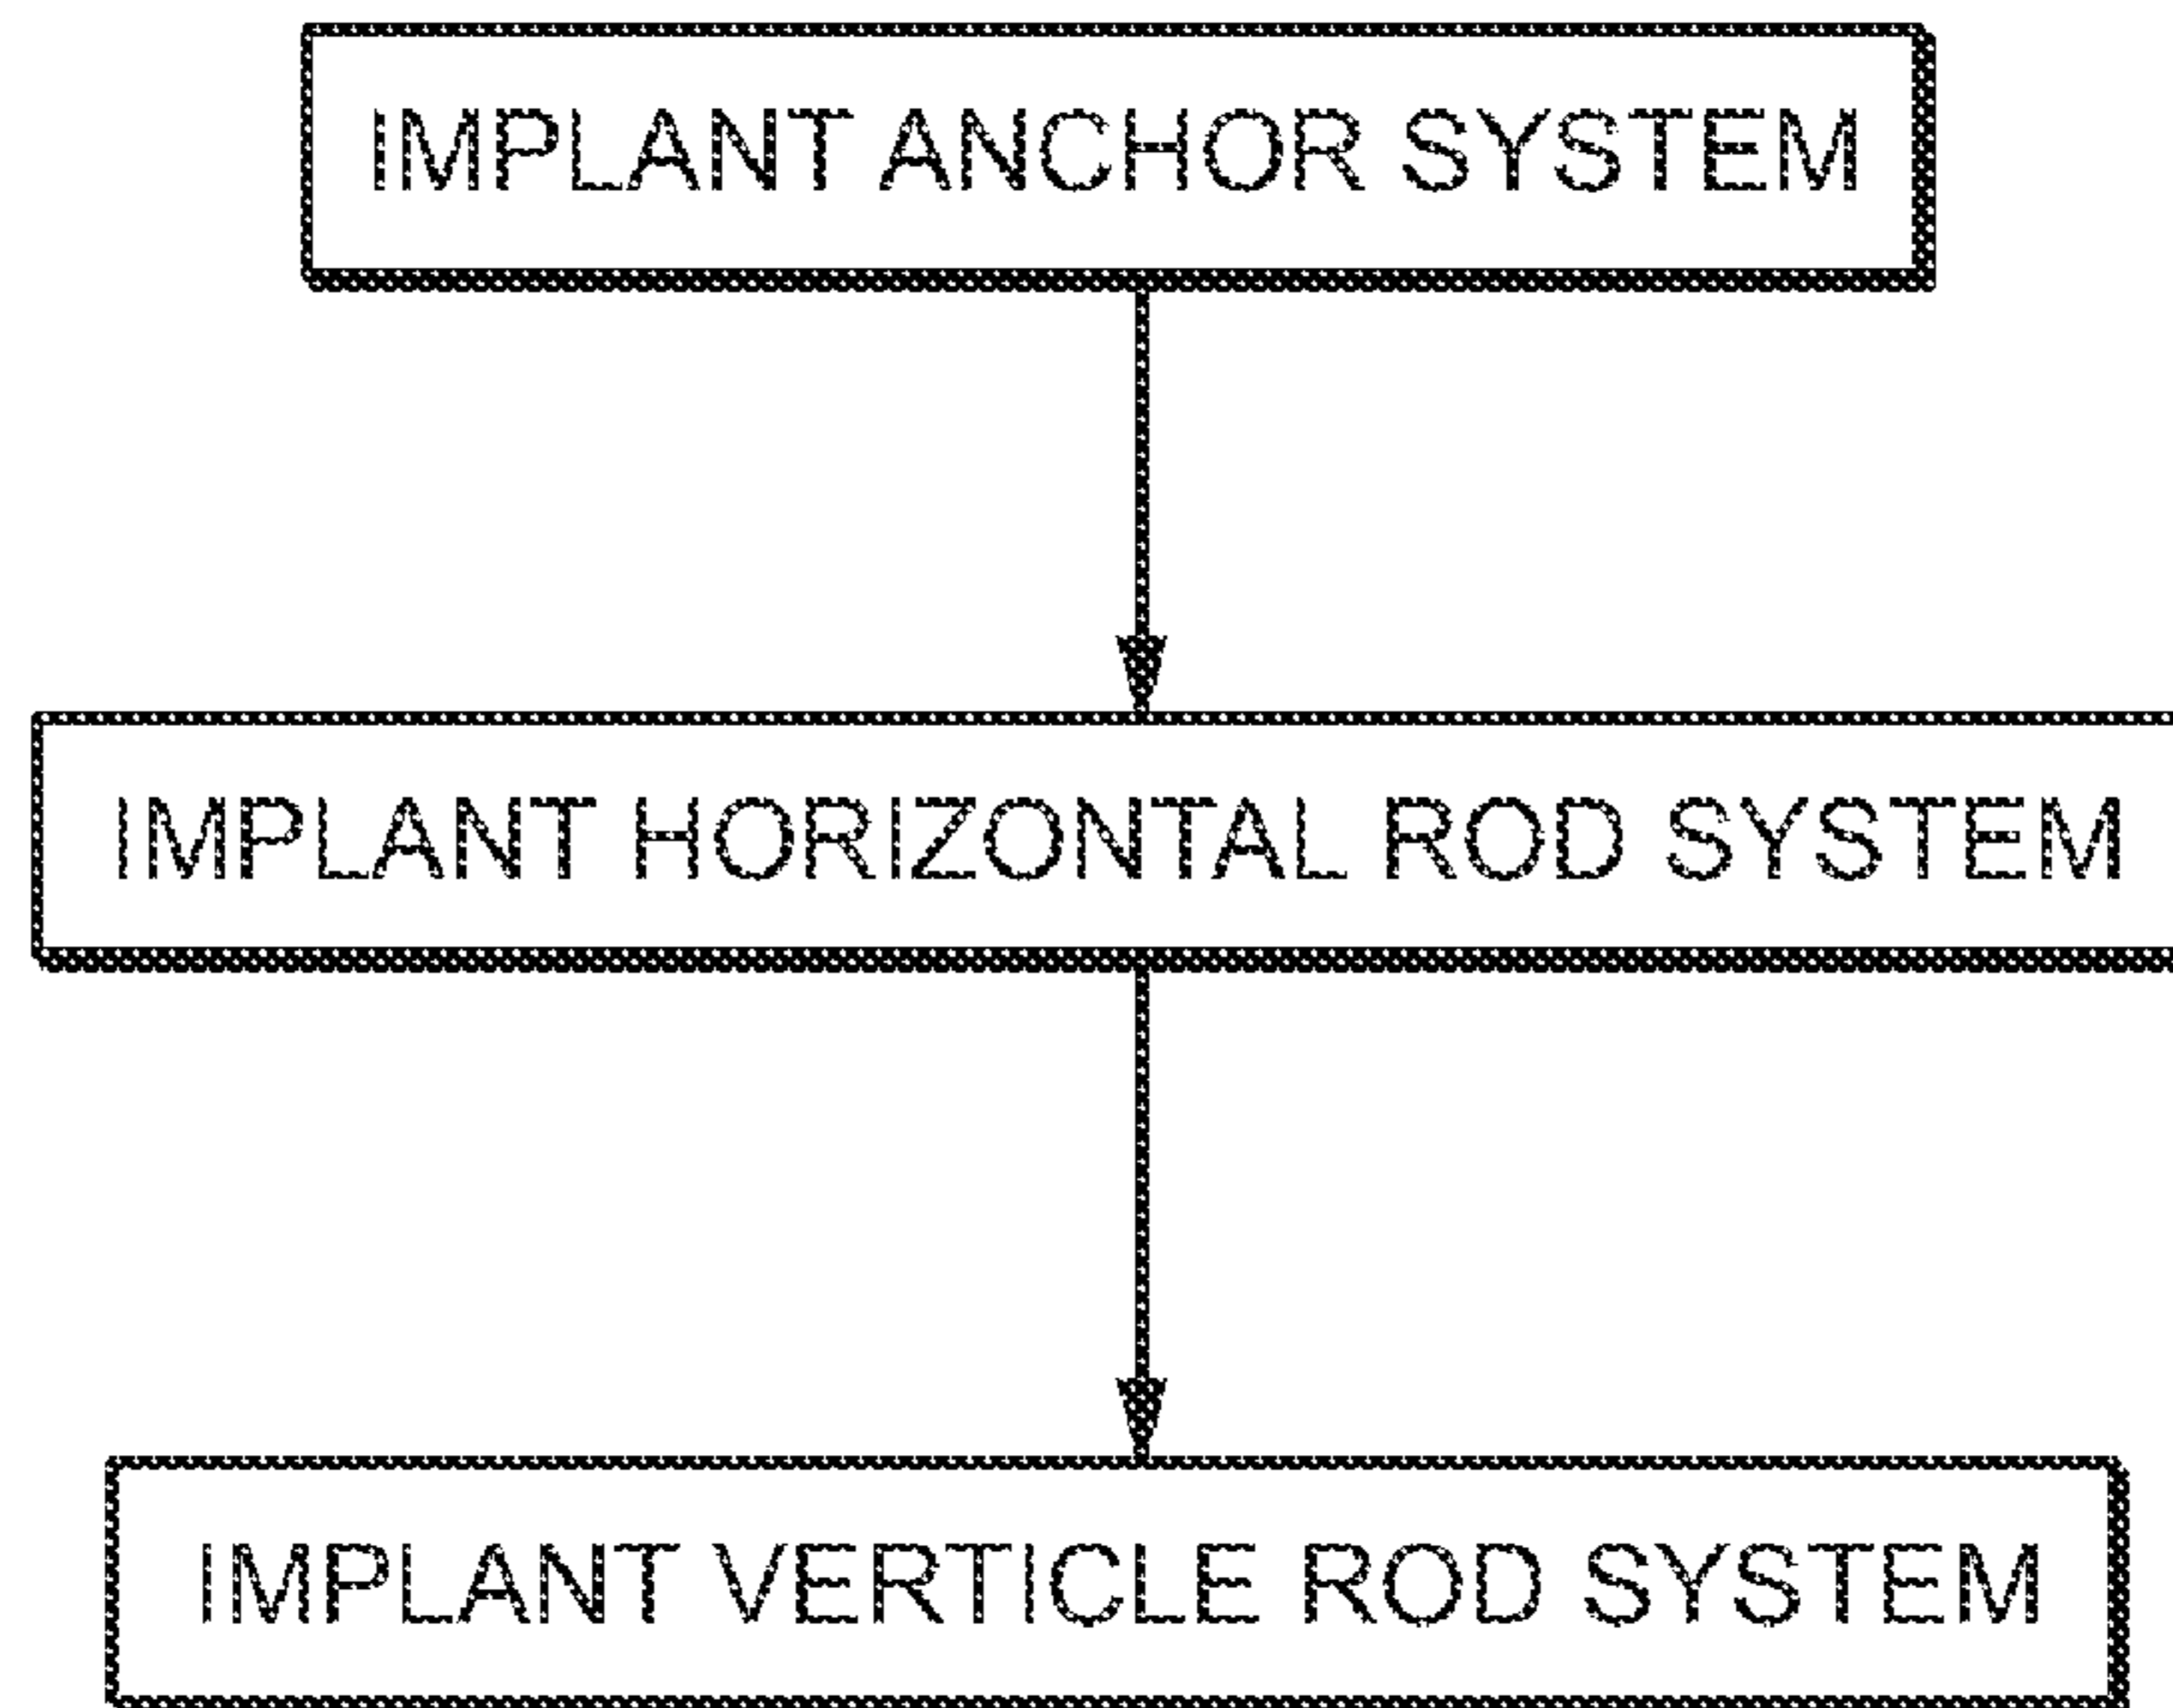 IMPLANT ANCHOR SYSTEM
IMPLANT HORIZONTAL ROD SYSTEM
IMPLANT VERTICLE ROD SYSTEM